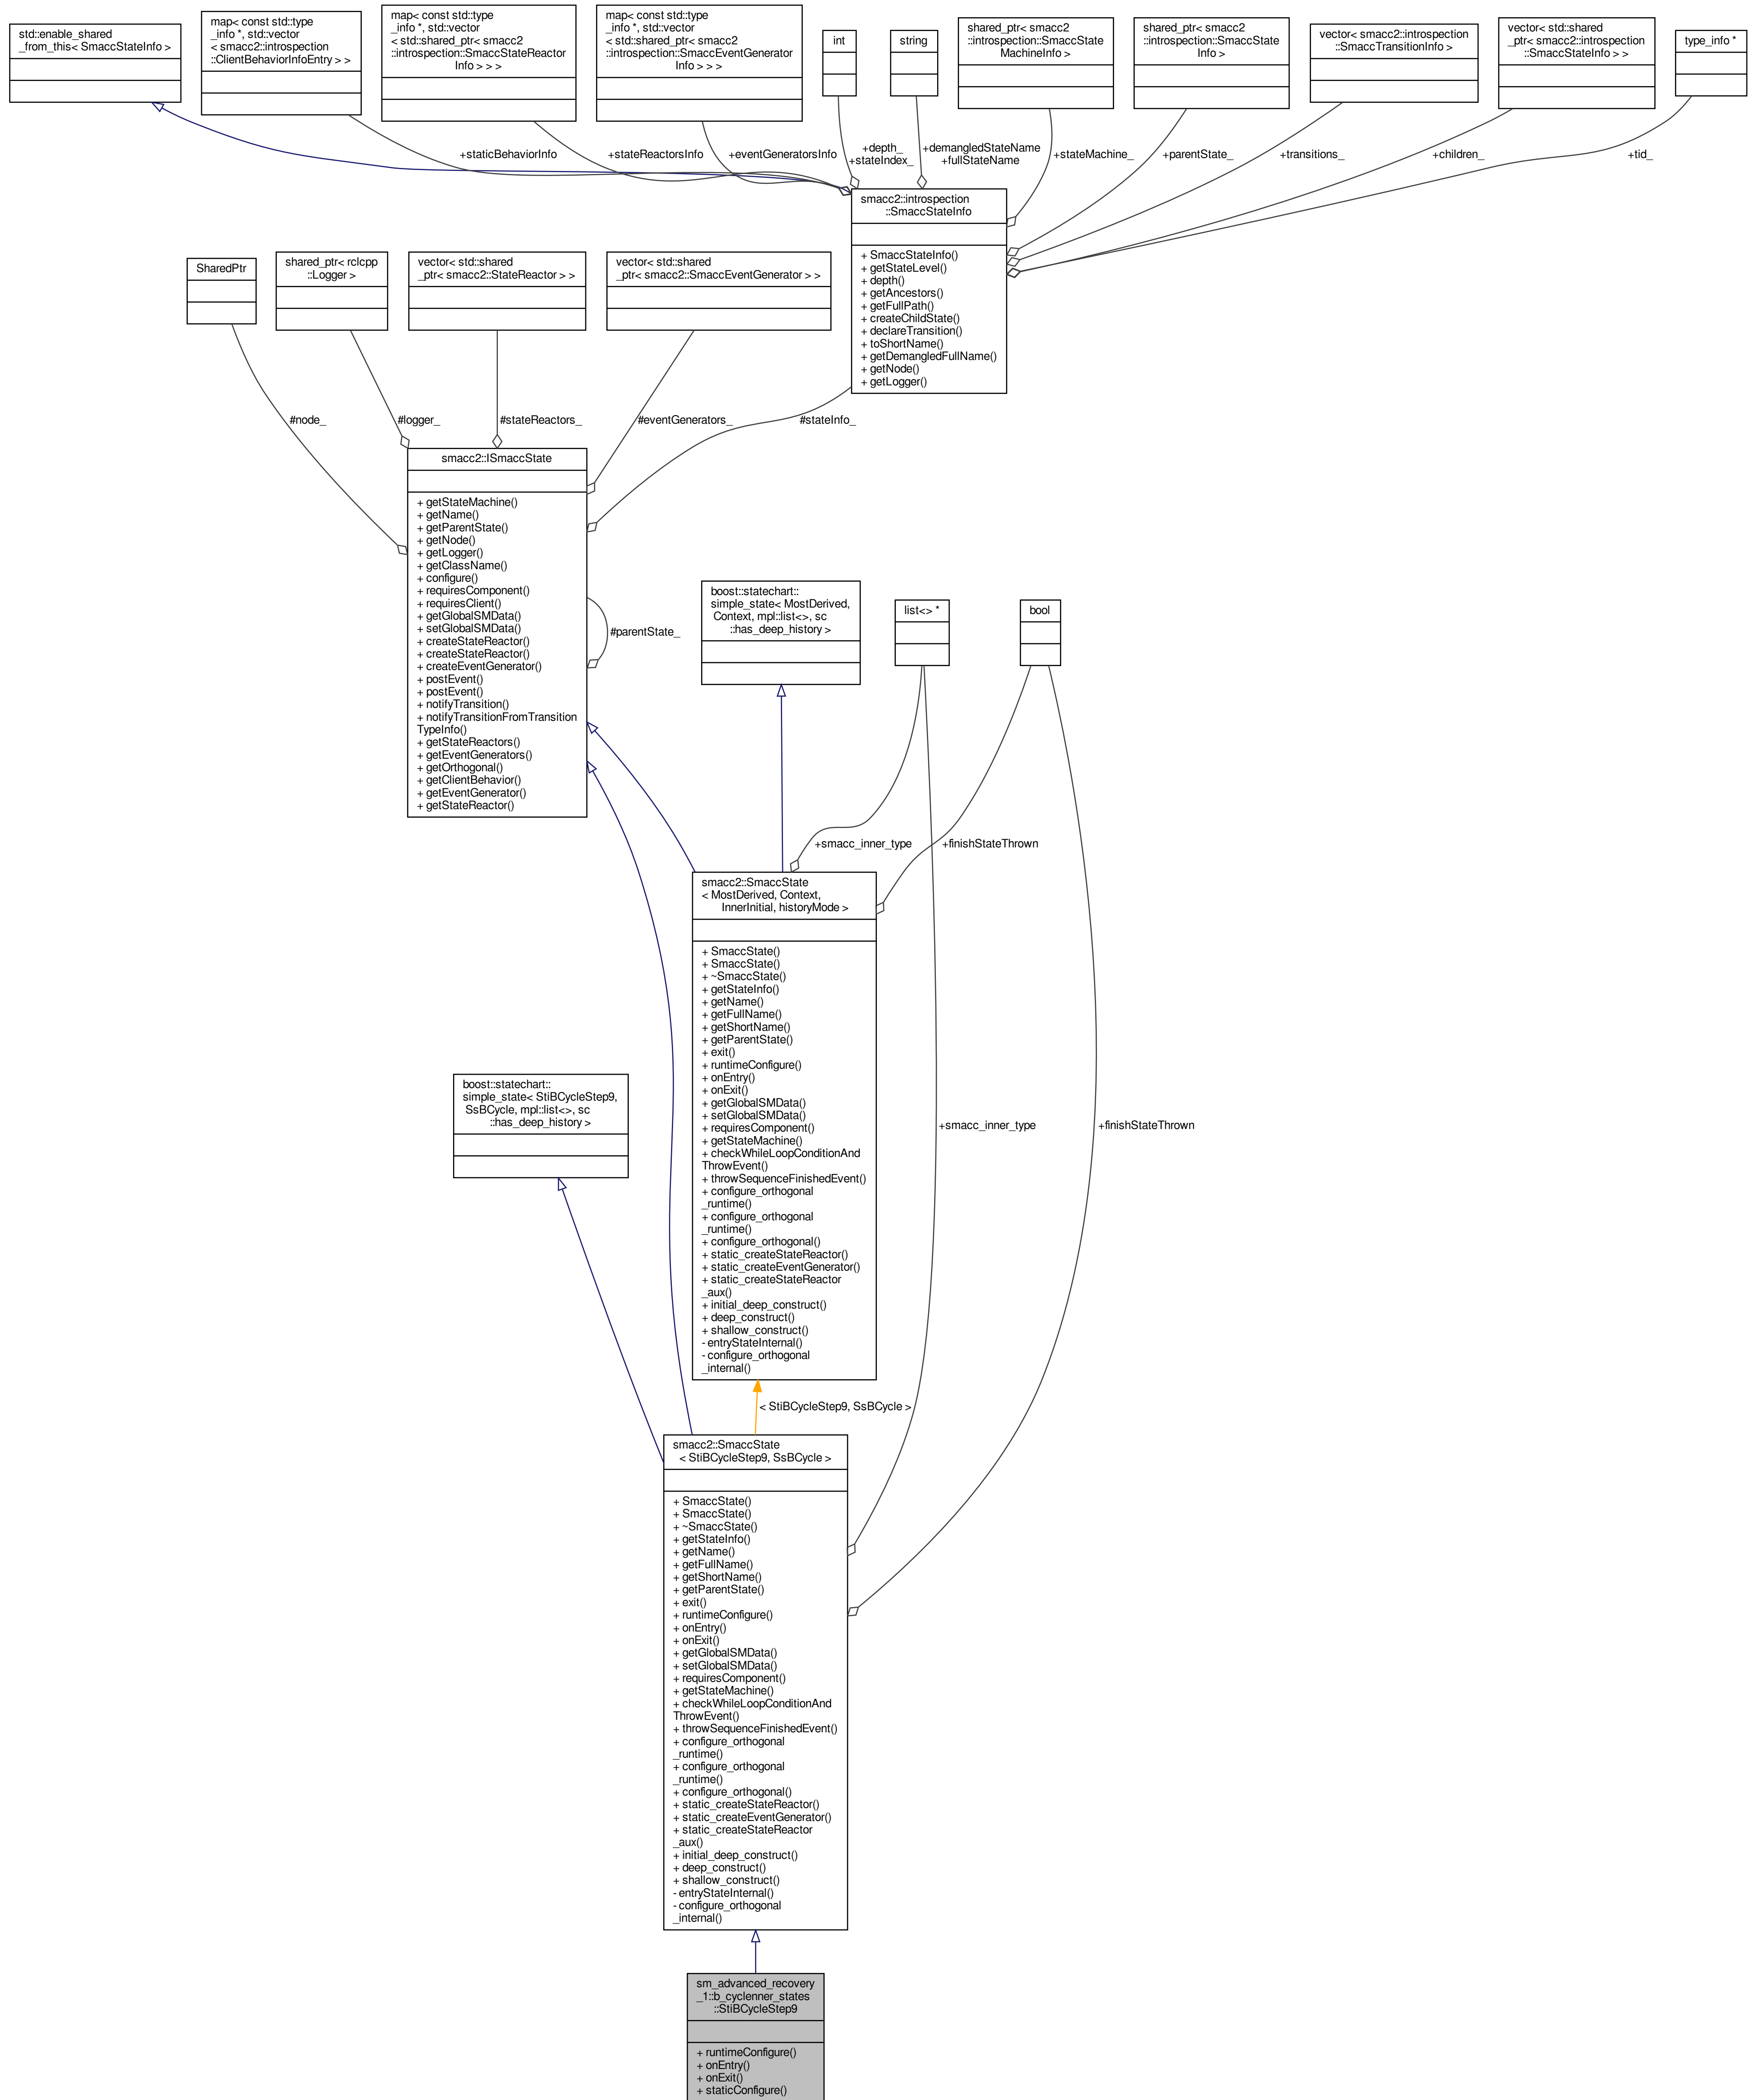 std::enable_shared
_from_this< SmaccStateInfo >
map< const std::type
_info *, std::vector
< smacc2::introspection
::ClientBehaviorInfoEntry > >
map< const std::type
_info *, std::vector
< std::shared_ptr< smacc2
::introspection::SmaccStateReactor
Info > > >
map< const std::type
_info *, std::vector
< std::shared_ptr< smacc2
::introspection::SmaccEventGenerator
Info > > >
int
string
shared_ptr< smacc2
::introspection::SmaccState
MachineInfo >
shared_ptr< smacc2
::introspection::SmaccState
Info >
vector< smacc2::introspection
::SmaccTransitionInfo >
vector< std::shared
_ptr< smacc2::introspection
::SmaccStateInfo > >
type_info *
+staticBehaviorInfo
+stateReactorsInfo
+eventGeneratorsInfo
+depth_
+stateIndex_
+demangledStateName
+fullStateName
+stateMachine_
+parentState_
+transitions_
+children_
+tid_
smacc2::introspection
::SmaccStateInfo
+ SmaccStateInfo()
+ getStateLevel()
+ depth()
+ getAncestors()
+ getFullPath()
+ createChildState()
+ declareTransition()
+ toShortName()
+ getDemangledFullName()
+ getNode()
+ getLogger()
SharedPtr
shared_ptr< rclcpp
::Logger >
vector< std::shared
_ptr< smacc2::StateReactor > >
vector< std::shared
_ptr< smacc2::SmaccEventGenerator > >
#node_
#logger_
#stateReactors_
#eventGenerators_
#stateInfo_
smacc2::ISmaccState
+ getStateMachine()
+ getName()
+ getParentState()
+ getNode()
+ getLogger()
+ getClassName()
+ configure()
+ requiresComponent()
+ requiresClient()
+ getGlobalSMData()
+ setGlobalSMData()
+ createStateReactor()
+ createStateReactor()
+ createEventGenerator()
+ postEvent()
+ postEvent()
+ notifyTransition()
+ notifyTransitionFromTransition
TypeInfo()
+ getStateReactors()
+ getEventGenerators()
+ getOrthogonal()
+ getClientBehavior()
+ getEventGenerator()
+ getStateReactor()
#parentState_
boost::statechart::
simple_state< MostDerived,
Context, mpl::list<>, sc
::has_deep_history >
list<> *
bool
+smacc_inner_type
+finishStateThrown
smacc2::SmaccState
< MostDerived, Context,
InnerInitial, historyMode >
+ SmaccState()
+ SmaccState()
+ ~SmaccState()
+ getStateInfo()
+ getName()
+ getFullName()
+ getShortName()
+ getParentState()
+ exit()
+ runtimeConfigure()
+ onEntry()
+ onExit()
+ getGlobalSMData()
+ setGlobalSMData()
+ requiresComponent()
+ getStateMachine()
+ checkWhileLoopConditionAnd
ThrowEvent()
+ throwSequenceFinishedEvent()
+ configure_orthogonal
_runtime()
+ configure_orthogonal
_runtime()
+ configure_orthogonal()
+ static_createStateReactor()
+ static_createEventGenerator()
+ static_createStateReactor
_aux()
+ initial_deep_construct()
+ deep_construct()
+ shallow_construct()
- entryStateInternal()
- configure_orthogonal
_internal()
boost::statechart::
simple_state< StiBCycleStep9,
SsBCycle, mpl::list<>, sc
::has_deep_history >
+smacc_inner_type
+finishStateThrown
< StiBCycleStep9, SsBCycle >
smacc2::SmaccState
< StiBCycleStep9, SsBCycle >
+ SmaccState()
+ SmaccState()
+ ~SmaccState()
+ getStateInfo()
+ getName()
+ getFullName()
+ getShortName()
+ getParentState()
+ exit()
+ runtimeConfigure()
+ onEntry()
+ onExit()
+ getGlobalSMData()
+ setGlobalSMData()
+ requiresComponent()
+ getStateMachine()
+ checkWhileLoopConditionAnd
ThrowEvent()
+ throwSequenceFinishedEvent()
+ configure_orthogonal
_runtime()
+ configure_orthogonal
_runtime()
+ configure_orthogonal()
+ static_createStateReactor()
+ static_createEventGenerator()
+ static_createStateReactor
_aux()
+ initial_deep_construct()
+ deep_construct()
+ shallow_construct()
- entryStateInternal()
- configure_orthogonal
_internal()
sm_advanced_recovery
_1::b_cyclenner_states
::StiBCycleStep9
+ runtimeConfigure()
+ onEntry()
+ onExit()
+ staticConfigure()